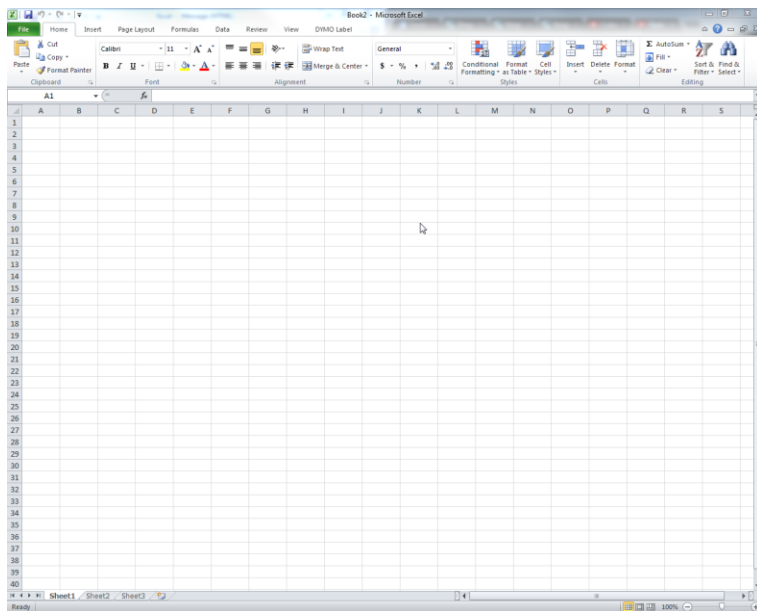 Book2 - Microsoft Excel
File Home Insert Page Layout Formulas Data Review View DYMO Label
Cut
Copy
Format Painter
Paste
Clipboard
Calibri 11 A A
B I U A
Font
Wrap Text
Merge & Center
Alignment
General
$ % ,
Number
Conditional Formatting
Format as Table
Cell Styles
Styles
Insert Delete Format
Cells
Σ AutoSum
Fill
Clear
Sort & Filter
Find & Select
Editing
A1 fx
A B C D E F G H I J K L M N O P Q R S
1
2
3
4
5
6
7
8
9
10
11
12
13
14
15
16
17
18
19
20
21
22
23
24
25
26
27
28
29
30
31
32
33
34
35
36
37
38
39
40
Sheet1 Sheet2 Sheet3
Ready 100%